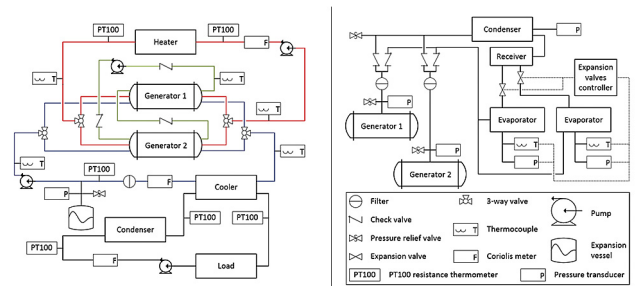 PT100
Heater
PT100
F
T
T
Generator 1
T
Generator 2
T
T
PT100
P
F
Cooler
Condenser
PT100
PT100
PT100
F
Load
Condenser
P
Receiver
Expansion
valves
controller
P
Generator 1
Evaporator
Evaporator
T
T
P
P
P
Generator 2
Filter
3-way valve
Check valve
T
Thermocouple
Pump
Pressure relief valve
Expansion valve
F
Coriolis meter
Expansion
vessel
PT100
PT100 resistance thermometer
P
Pressure transducer